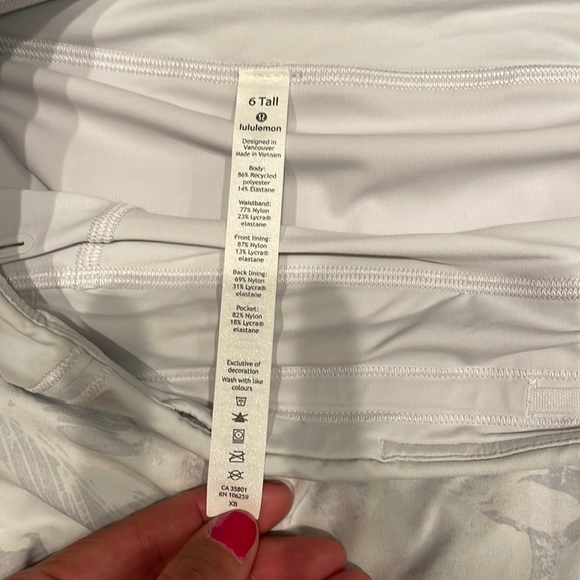 6 Tall
lululemon
Designed in
Vancouver
Made in Vietnam
Body:
86% Recycled
polyester
14% Elastane
Waistband:
77% Nylon
23% Lycra®
elastane
Front lining:
87% Nylon
13% Lycra®
elastane
Back lining:
69% Nylon
31% Lycra®
elastane
Pocket:
82% Nylon
18% Lycra®
elastane
Exclusive of
decoration
Wash with like
colours
CA 35801
RN 106259
XB